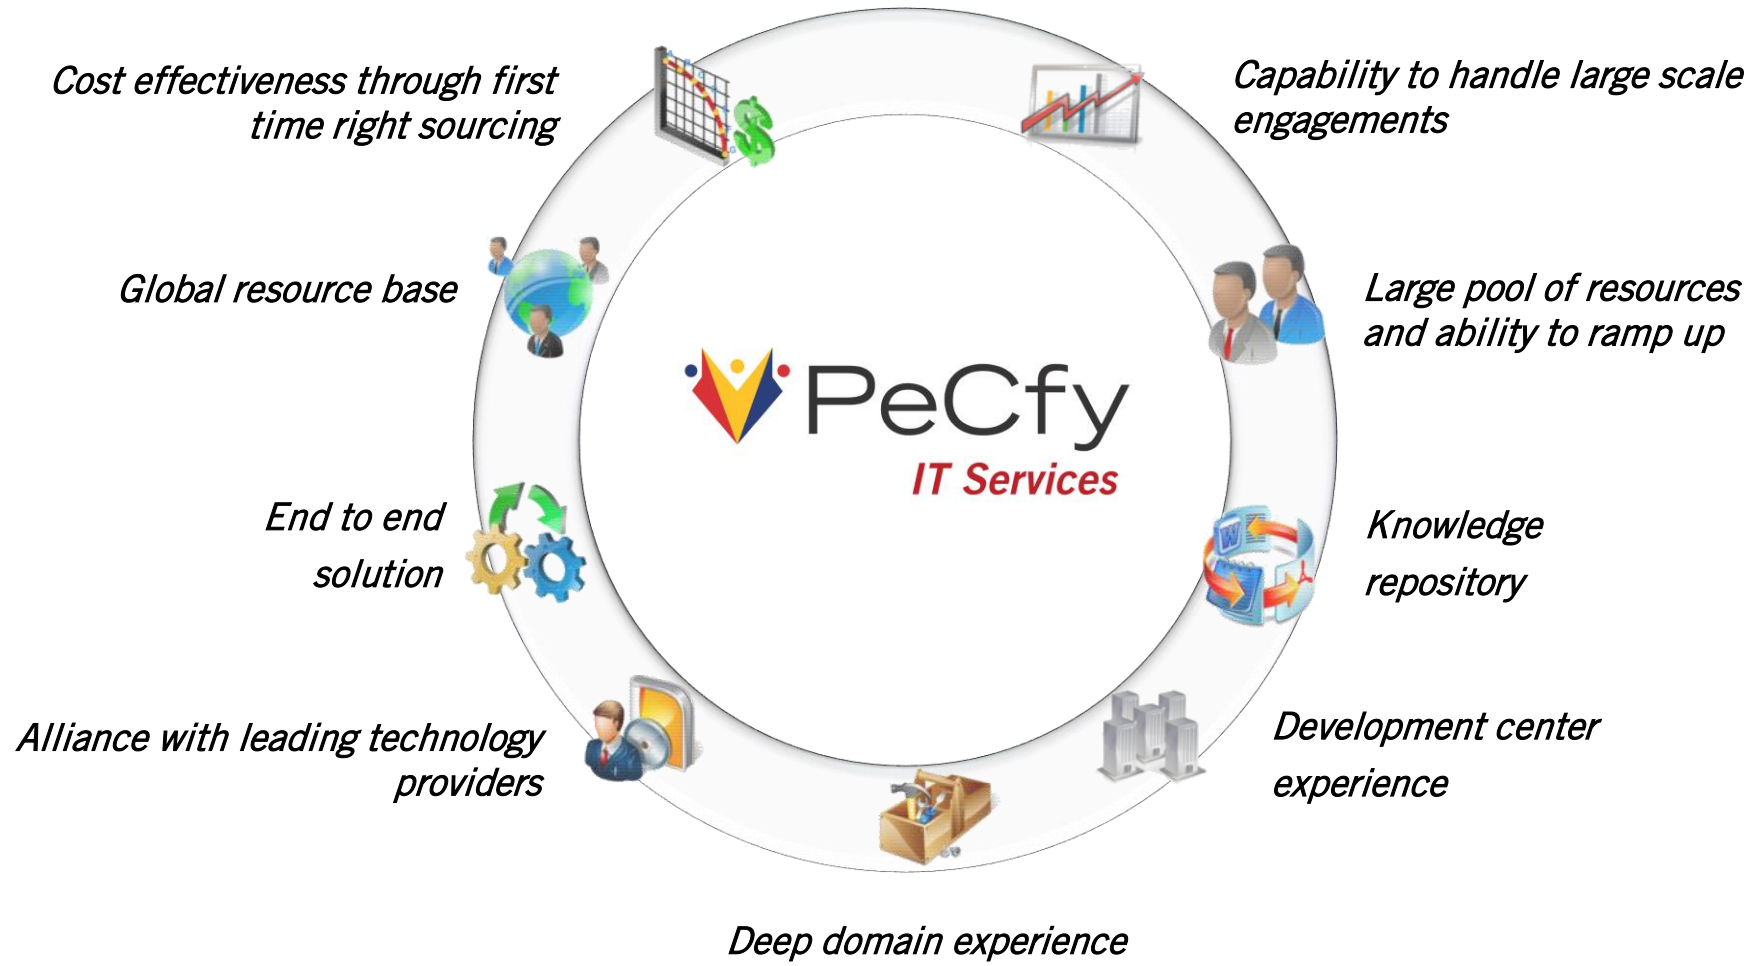 Cost effectiveness through first
time right sourcing
Capability to handle large scale
engagements
Global resource base
Large pool of resources
and ability to ramp up
PeCfy
IT Services
End to end
solution
Knowledge
repository
Alliance with leading technology
providers
Development center
experience
Deep domain experience